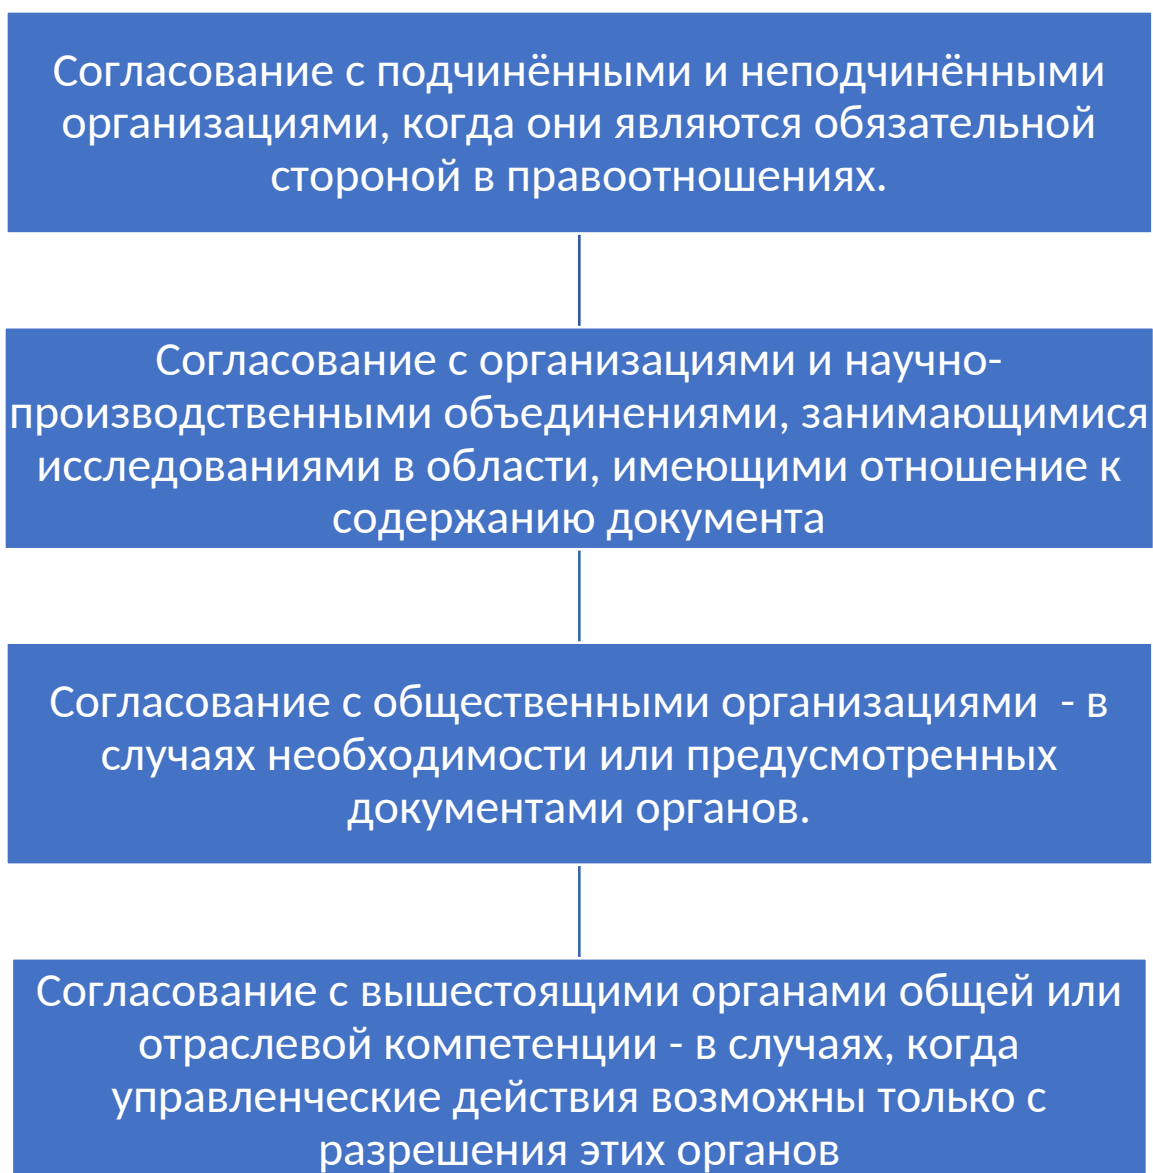 Согласование с подчинёнными и неподчинёнными
организациями, когда они являются обязательной
стороной в правоотношениях.
Согласование с организациями и научно-
производственными объединениями, занимающимися
исследованиями в области, имеющими отношение к
содержанию документа
Согласование с общественными организациями  - в
случаях необходимости или предусмотренных
документами органов.
Согласование с вышестоящими органами общей или
отраслевой компетенции - в случаях, когда
управленческие действия возможны только с
разрешения этих органов